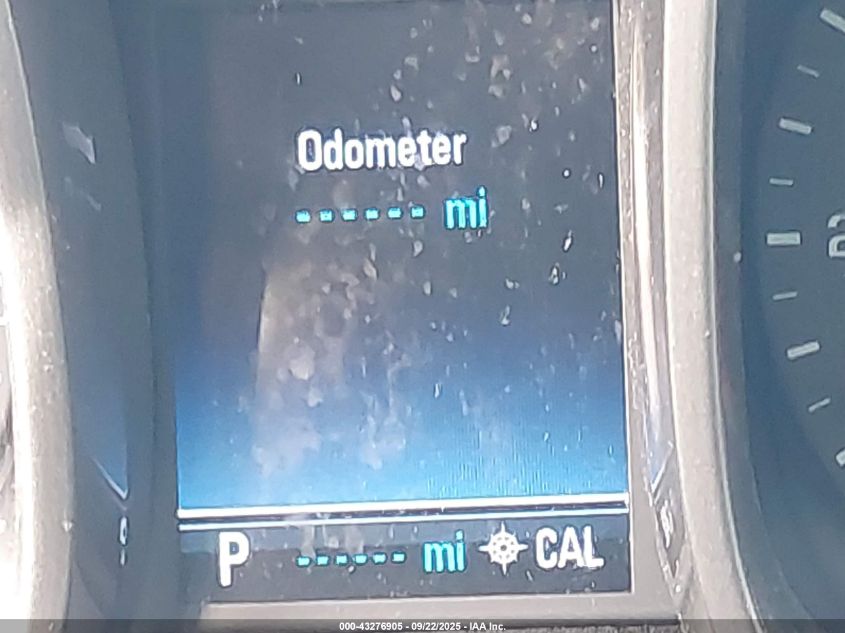 Odometer
------ mi
P ------ mi CAL
000-43276905 - 09/22/2025 - IAA Inc.